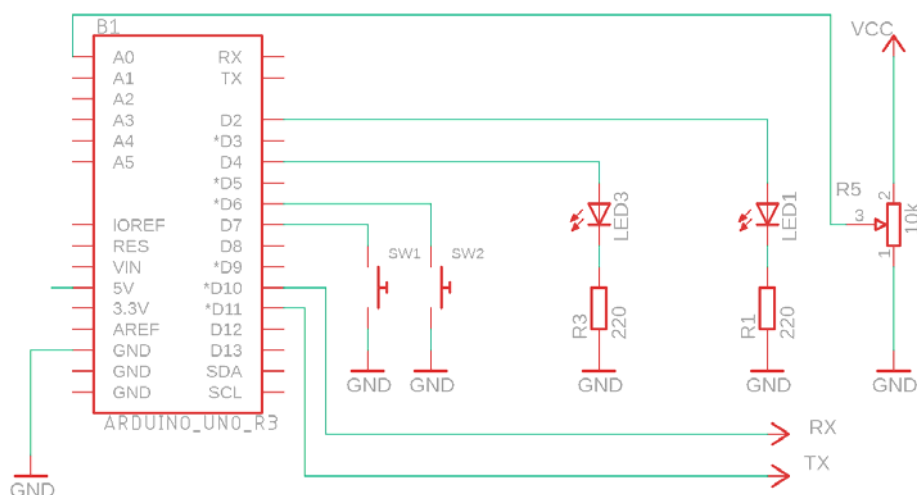 B1
VCC
A0 RX
A1 TX
A2
A3 D2
A4 *D3
A5 D4
*D5
*D6
IOREF D7
RES D8
VIN *D9
5V *D10
3.3V *D11
AREF D12
GND D13
GND SDA
GND SCL
ARDUINO_UNO_R3
GND
SW1
GND
SW2
GND
LED3
R3
220
GND
LED1
R1
220
GND
R5
3
2
1
10k
GND
RX
TX